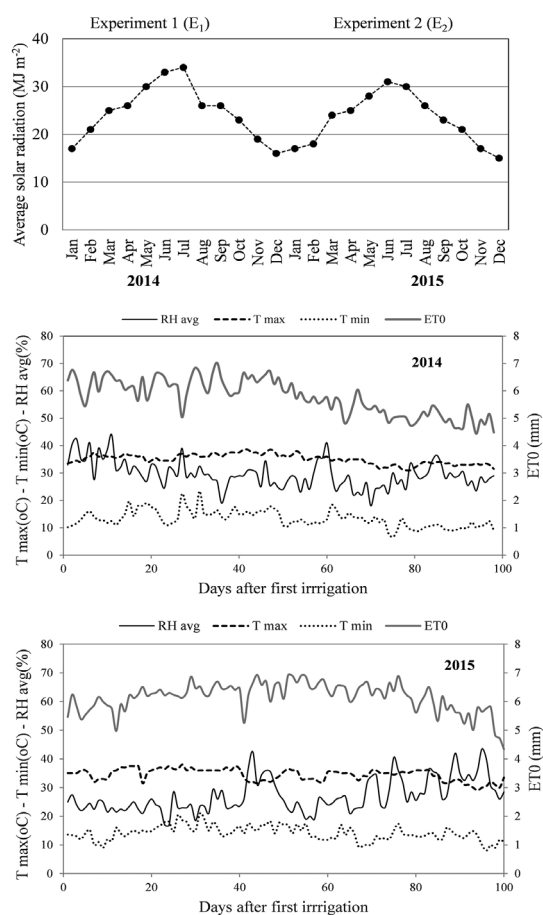 Experiment 1 (E1) Experiment 2 (E2)
Average solar radiation (MJ m-2)
40
30
20
10
0
Jan Feb Mar Apr May Jun Jul Aug Sep Oct Nov Dec Jan Feb Mar Apr May Jun Jul Aug Sep Oct Nov Dec
2014 2015
RH avg T max T min ET0
T max(oC) - T min(oC) - RH avg(%)
80 8
2014
70 7
60 6
50 5
40 4
30 3
20 2
10 1
0 0
ET0 (mm)
0 20 40 60 80 100
Days after first irrrigation
RH avg T max T min ET0
T max(oC) - T min(oC) - RH avg(%)
80 8
2015
70 7
60 6
50 5
40 4
30 3
20 2
10 1
0 0
ET0 (mm)
0 20 40 60 80 100
Days after first irrrigation